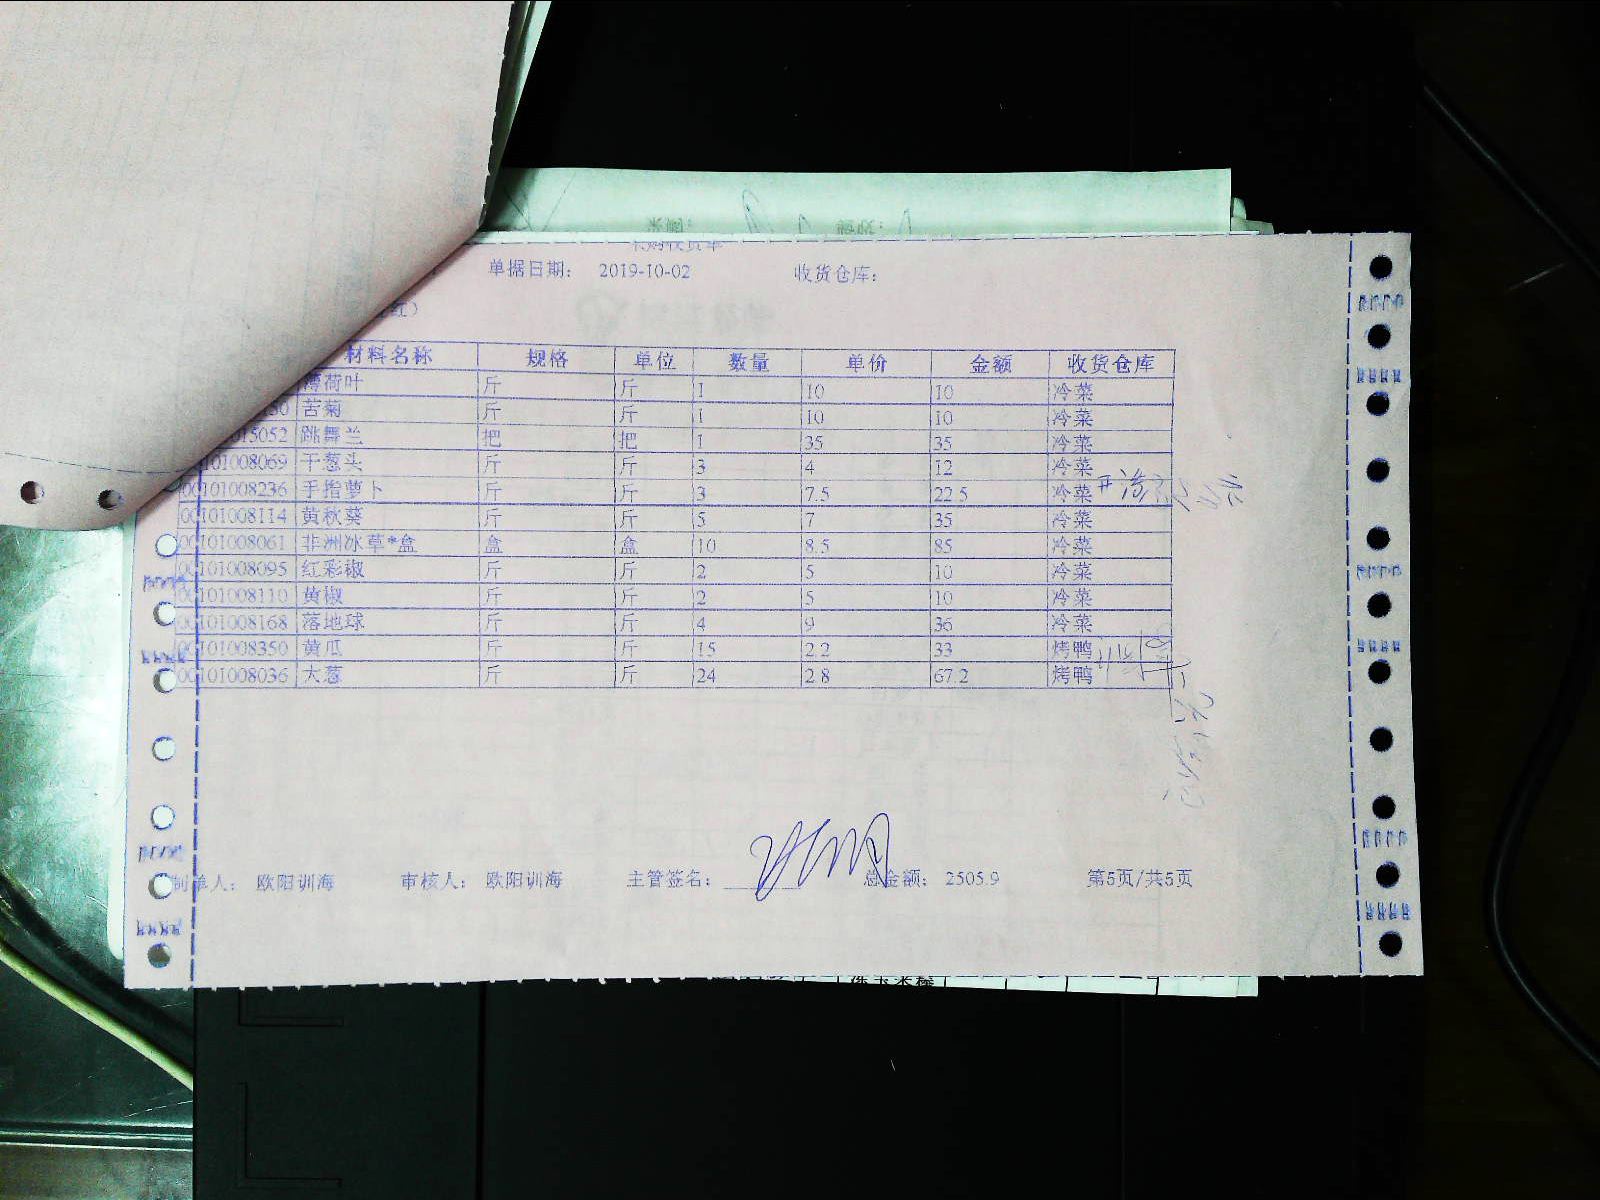 采购收货单
单据日期： 2019-10-02 收货仓库：
红）
材料名称 规格 单位 数量 单价 金额 收货仓库
薄荷叶 斤 斤 1 10 10 冷菜
苦菊 斤 斤 1 10 10 冷菜
15052 跳舞兰 把 把 1 35 35 冷菜
101008069 干葱头 斤 斤 3 4 12 冷菜
00101008236 手指萝卜 斤 斤 3 7.5 22.5 冷菜
00101008114 黄秋葵 斤 斤 5 7 35 冷菜
00101008061 非洲冰草*盒 盒 盒 10 8.5 85 冷菜
00101008095 红彩椒 斤 斤 2 5 10 冷菜
00101008110 黄椒 斤 斤 2 5 10 冷菜
00101008168 落地球 斤 斤 4 9 36 冷菜
00101008350 黄瓜 斤 斤 15 2.2 33 烤鸭
00101008036 大葱 斤 斤 24 2.8 67.2 烤鸭
制单人： 欧阳训海 审核人： 欧阳训海 主管签名： 总金额： 2505.9 第5页/共5页